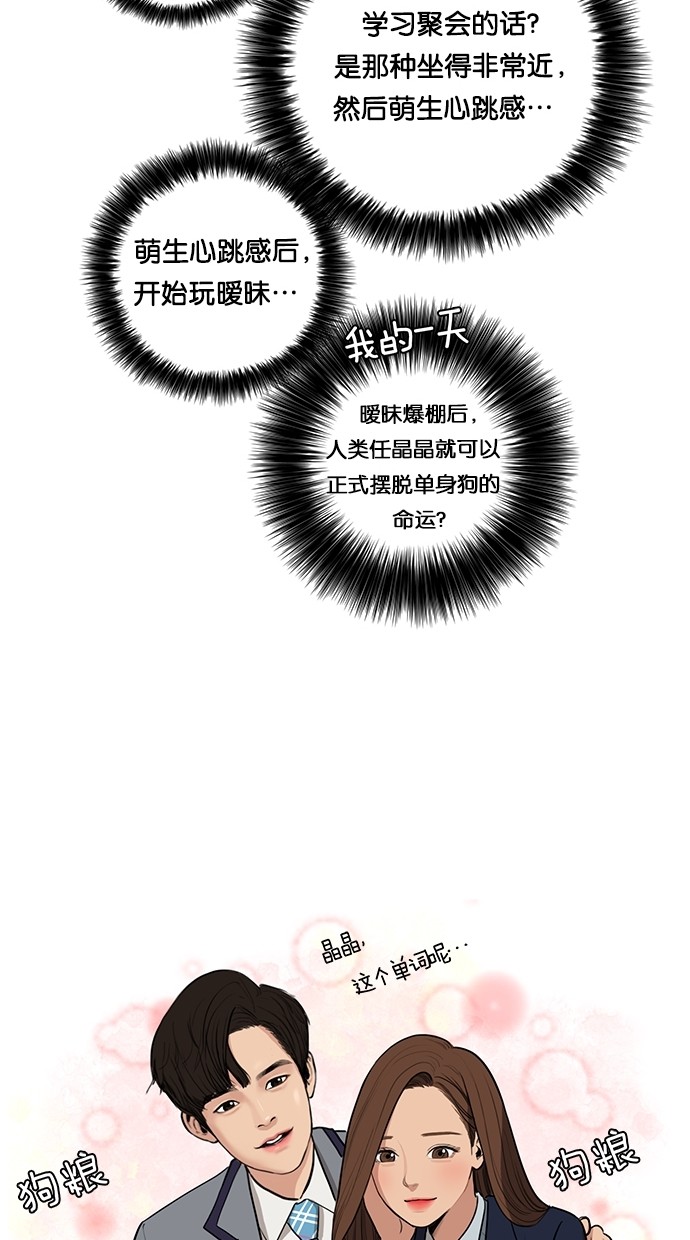 学习聚会的话?
是那种坐得非常近，
然后萌生心跳感…
萌生心跳感后，
开始玩暧昧…
我的一天
暧昧爆棚后，
人类任晶晶就可以
正式摆脱单身狗的
命运?
晶晶，
这个单词呢…
狗粮
狗粮